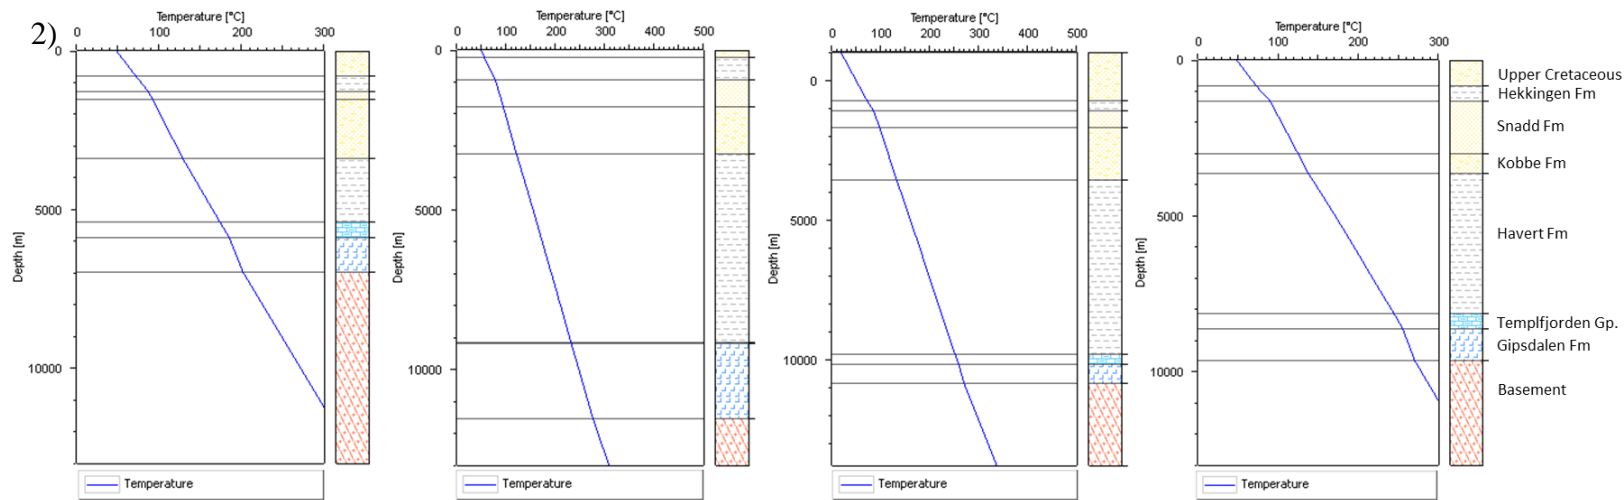 2)
Temperature [°C]
0 100 200 300
0
5000
10000
Depth [m]
Temperature
Temperature [°C]
0 100 200 300 400 500
0
5000
10000
Depth [m]
Temperature
Temperature [°C]
0 100 200 300 400 500
0
5000
10000
Depth [m]
Temperature
Temperature [°C]
0 100 200 300
0
5000
10000
Depth [m]
Temperature
Upper Cretaceous
Hekkingen Fm
Snadd Fm
Kobbe Fm
Havert Fm
Templfjorden Gp.
Gipsdalen Fm
Basement